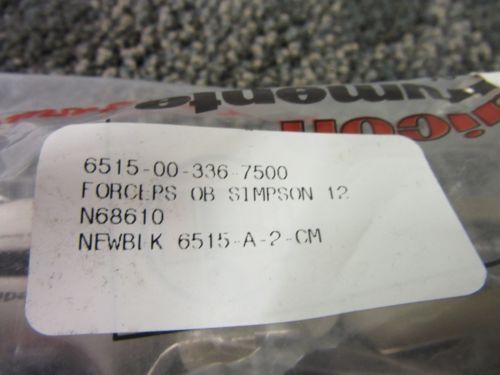 6515-00-336-7500
FORCEPS OB SIMPSON 12
N68610
NEWBLK 6515-A-2-CM